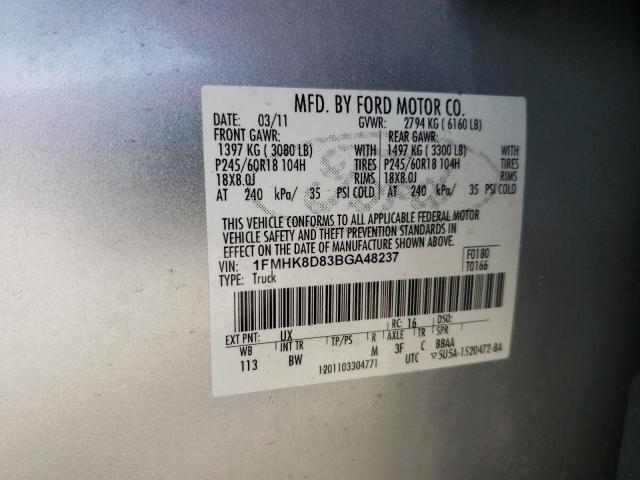 MFD. BY FORD MOTOR CO.
DATE: 03/11 GVWR: 2794 KG ( 6160 LB)
FRONT GAWR: REAR GAWR:
1397 KG ( 3080 LB) WITH 1497 KG ( 3300 LB) WITH
P245/60R18 104H TIRES P245/60R18 104H TIRES
18X8.0J RIMS 18X8.0J RIMS
AT 240 kPa/ 35 PSI COLD AT 240 kPa/ 35 PSI COLD
THIS VEHICLE CONFORMS TO ALL APPLICABLE FEDERAL MOTOR
VEHICLE SAFETY AND THEFT PREVENTION STANDARDS IN
EFFECT ON THE DATE OF MANUFACTURE SHOWN ABOVE.
VIN: 1FMHK8D83BGA48237 F0180
TYPE: Truck T0166
EXT PNT: UX RC: 16 DSO:
WB INT TR TP/PS R AXLE TR SPR
113 BW M 3F C BBAA
1201103304771 UTC ▽5U5A-1520472-BA